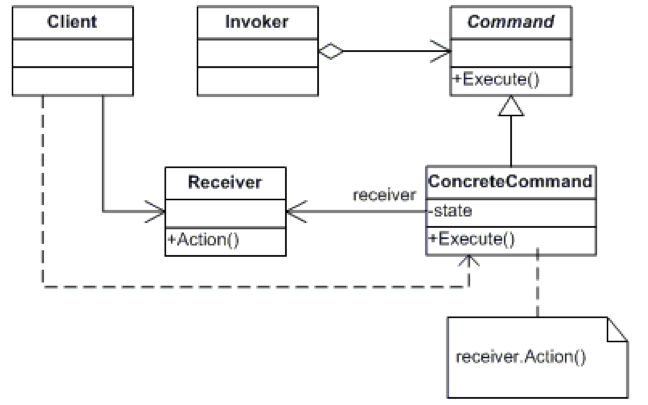 Client
Invoker
Command
+Execute()
Receiver
+Action()
receiver
ConcreteCommand
-state
+Execute()
receiver.Action()